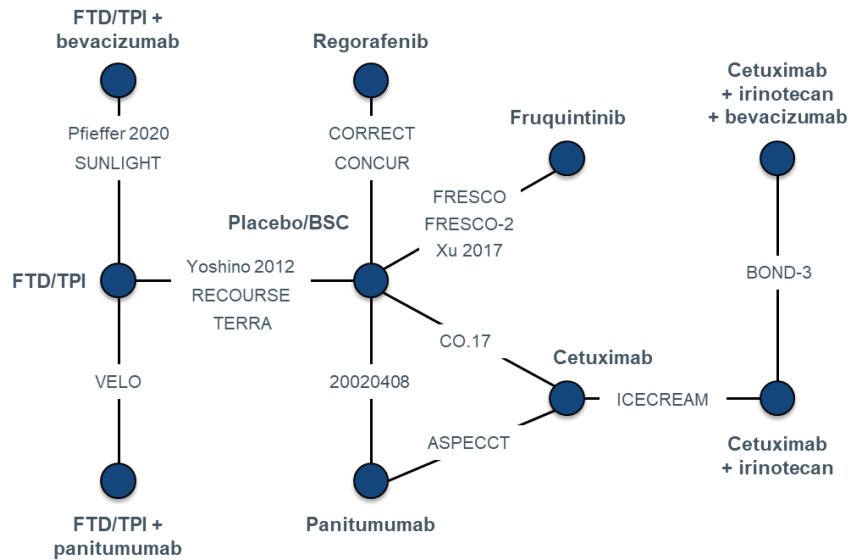 FTD/TPI +
bevacizumab
Regorafenib
Cetuximab
+ irinotecan
+ bevacizumab
Pfieffer 2020
SUNLIGHT
CORRECT
CONCUR
Fruquintinib
FRESCO
FRESCO-2
Xu 2017
Placebo/BSC
FTD/TPI
Yoshino 2012
RECOURSE
TERRA
BOND-3
CO.17
Cetuximab
VELO
20020408
ICECREAM
ASPECCT
Cetuximab
+ irinotecan
FTD/TPI +
panitumumab
Panitumumab